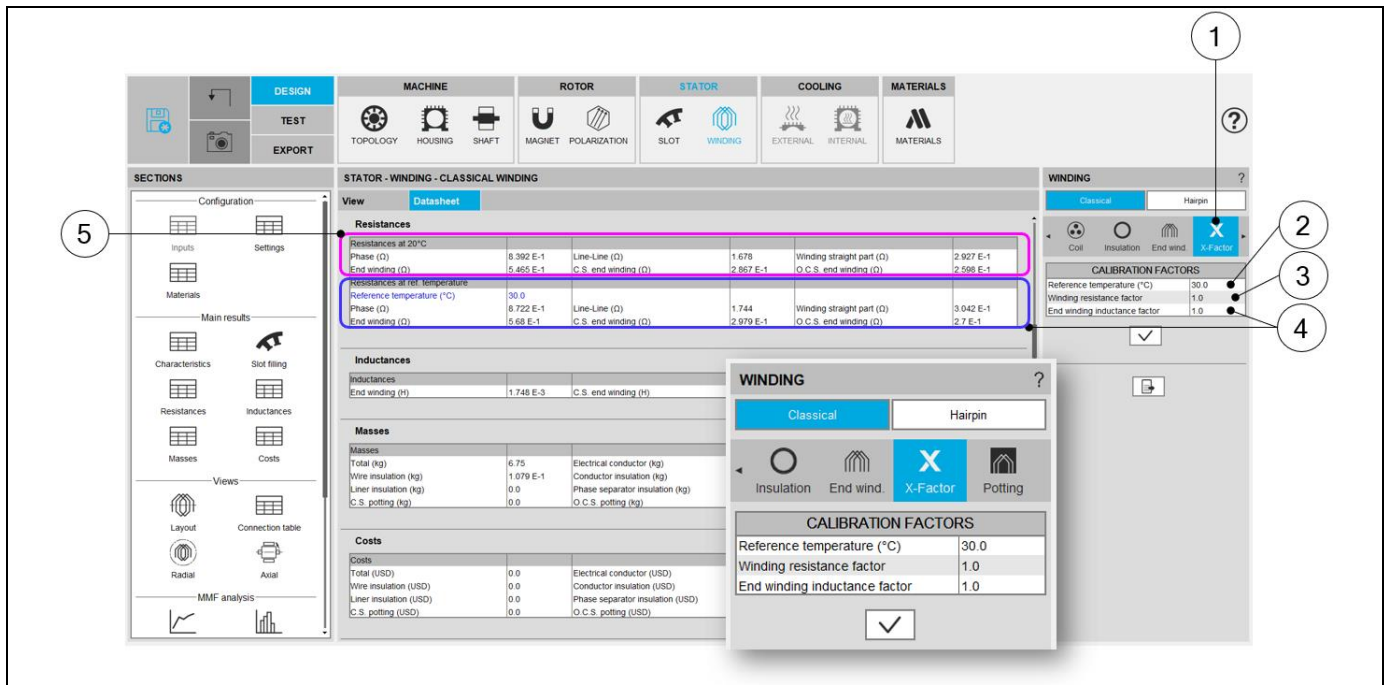 1
DESIGN
TEST
EXPORT
MACHINE
TOPOLOGY HOUSING SHAFT
ROTOR
MAGNET POLARIZATION
STATOR
SLOT WINDING
COOLING
EXTERNAL INTERNAL
MATERIALS
MATERIALS
?
SECTIONS
Configuration
Inputs Settings
Materials
Main results
Characteristics Slot filling
Resistances Inductances
Masses Costs
Views
Layout Connection table
Radial Axial
MMF analysis
5
STATOR - WINDING - CLASSICAL WINDING
View Datasheet
Resistances
Resistances at 20°C
Phase (Ω) 8.392 E-1 Line-Line (Ω) 1.678 Winding straight part (Ω) 2.927 E-1
End winding (Ω) 5.465 E-1 C.S. end winding (Ω) 2.867 E-1 O.C.S. end winding (Ω) 2.598 E-1
Resistances at ref. temperature
Reference temperature (°C) 30.0
Phase (Ω) 8.722 E-1 Line-Line (Ω) 1.744 Winding straight part (Ω) 3.042 E-1
End winding (Ω) 5.68 E-1 C.S. end winding (Ω) 2.979 E-1 O.C.S. end winding (Ω) 2.7 E-1
Inductances
Inductances
End winding (H) 1.748 E-3 C.S. end winding (H)
Masses
Masses
Total (kg) 6.75 Electrical conductor (kg)
Wire insulation (kg) 1.079 E-1 Conductor insulation (kg)
Liner insulation (kg) 0.0 Phase separator insulation (kg)
C.S. potting (kg) 0.0 O.C.S. potting (kg)
Costs
Costs
Total (USD) 0.0 Electrical conductor (USD)
Wire insulation (USD) 0.0 Conductor insulation (USD)
Liner insulation (USD) 0.0 Phase separator insulation (USD)
C.S. potting (USD) 0.0 O.C.S. potting (USD)
WINDING ?
Classical Hairpin
Coil Insulation End wind. X-Factor
CALIBRATION FACTORS
Reference temperature (°C) 30.0
Winding resistance factor 1.0
End winding inductance factor 1.0
2
3
4
WINDING ?
Classical Hairpin
Insulation End wind. X-Factor Potting
CALIBRATION FACTORS
Reference temperature (°C) 30.0
Winding resistance factor 1.0
End winding inductance factor 1.0